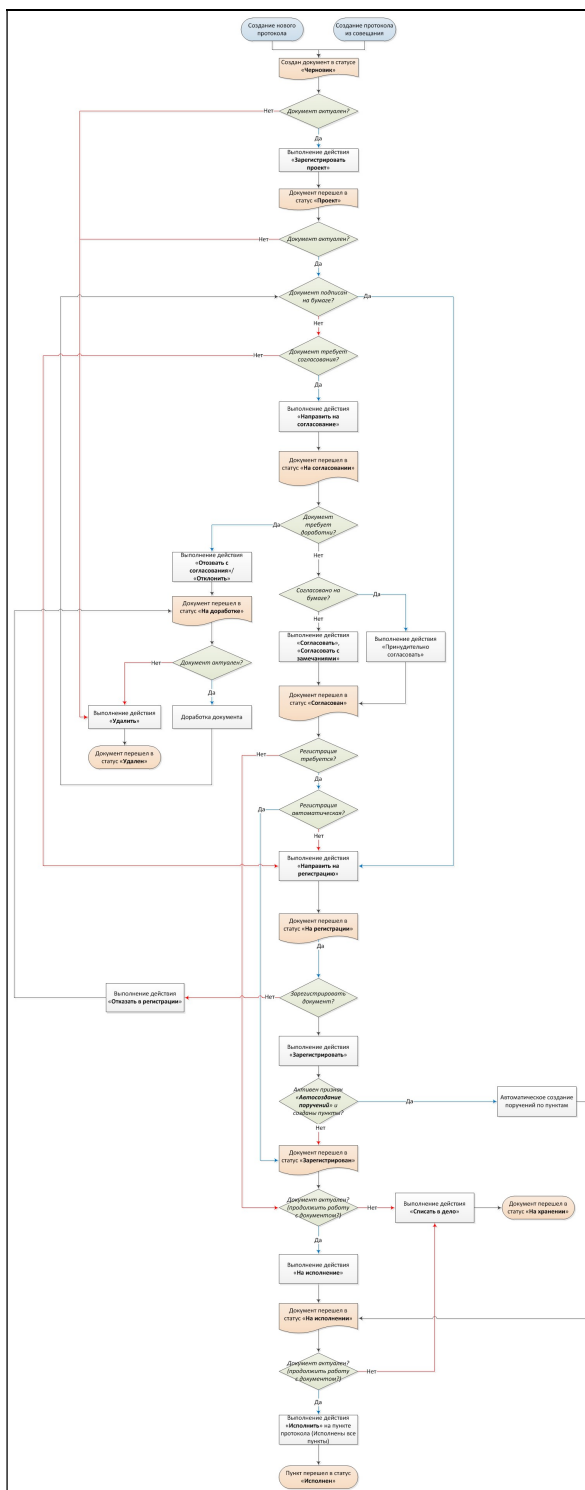 Создание нового
протокола
Создание протокола
из совещания
Создан документ в статусе
«Черновик»
Нет
Документ актуален?
Да
Выполнение действия
«Зарегистрировать
проект»
Документ перешел в
статус «Проект»
Нет
Документ актуален?
Да
Документ подписан
на бумаге?
Да
Нет
Нет
Документ требует
согласования?
Да
Выполнение действия
«Направить на
согласование»
Документ перешел в
статус «На согласовании»
Да
Документ
требует
доработки?
Нет
Выполнение действия
«Отозвать с
согласования»/
«Отклонить»
Согласовано на
бумаге?
Да
Нет
Документ перешел в
статус «На доработке»
Выполнение действия
«Согласовать»,
«Согласовать с
замечаниями»
Выполнение действия
«Принудительно
согласовать»
Нет
Документ актуален?
Да
Документ перешел в
статус «Согласован»
Выполнение действия
«Удалить»
Доработка документа
Документ перешел в
статус «Удален»
Нет
Регистрация
требуется?
Да
Да
Регистрация
автоматическая?
Нет
Выполнение действия
«Направить на
регистрацию»
Документ перешел в
статус «На регистрации»
Да
Выполнение действия
«Отказать в регистрации»
Нет
Зарегистрировать
документ?
Выполнение действия
«Зарегистрировать»
Активен признак
«Автосоздание
поручений» и
созданы пункты?
Да
Автоматическое создание
поручений по пунктам
Нет
Документ перешел в
статус «Зарегистрирован»
Документ актуален?
(продолжить работу
с документом?)
Нет
Выполнение действия
«Списать в дело»
Документ перешел в
статус «На хранении»
Да
Выполнение действия
«На исполнение»
Документ перешел в
статус «На исполнении»
Документ актуален?
(продолжить работу
с документом?)
Нет
Да
Выполнение действия
«Исполнить» на пункте
протокола (Исполнены все
пункты)
Пункт перешел в статус
«Исполнен»